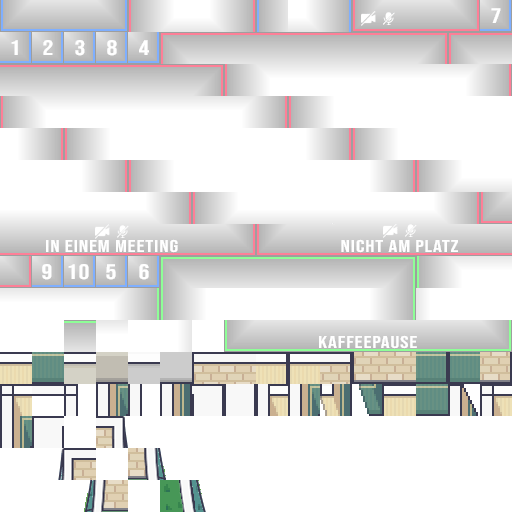 7
1 2 3 8 4
IN EINEM MEETING NICHT AM PLATZ
9 10 5 6
KAFFEEPAUSE